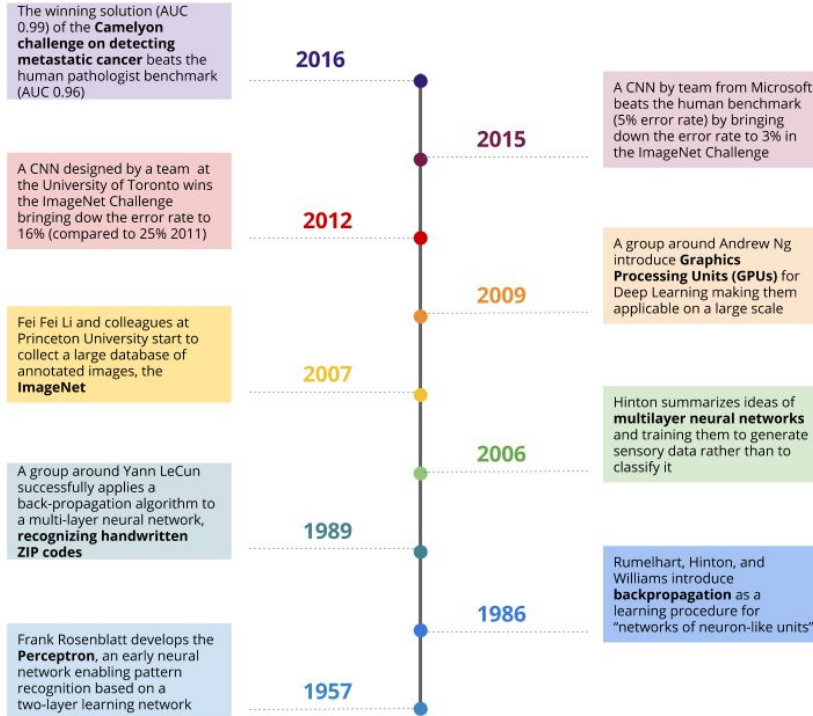 The winning solution (AUC
0.99) of the Camelyon
challenge on detecting
metastatic cancer beats the
human pathologist benchmark
(AUC 0.96)
2016
A CNN by team from Microsoft
beats the human benchmark
(5% error rate) by bringing
down the error rate to 3% in
the ImageNet Challenge
2015
A CNN designed by a team at
the University of Toronto wins
the ImageNet Challenge
bringing dow the error rate to
16% (compared to 25% 2011)
2012
A group around Andrew Ng
introduce Graphics
Processing Units (GPUs) for
Deep Learning making them
applicable on a large scale
2009
Fei Fei Li and colleagues at
Princeton University start to
collect a large database of
annotated images, the
ImageNet
2007
Hinton summarizes ideas of
multilayer neural networks
and training them to generate
sensory data rather than to
classify it
2006
A group around Yann LeCun
successfully applies a
back-propagation algorithm to
a multi-layer neural network,
recognizing handwritten
ZIP codes
1989
Rumelhart, Hinton, and
Williams introduce
backpropagation as a
learning procedure for
“networks of neuron-like units”
1986
Frank Rosenblatt develops the
Perceptron, an early neural
network enabling pattern
recognition based on a
two-layer learning network
1957